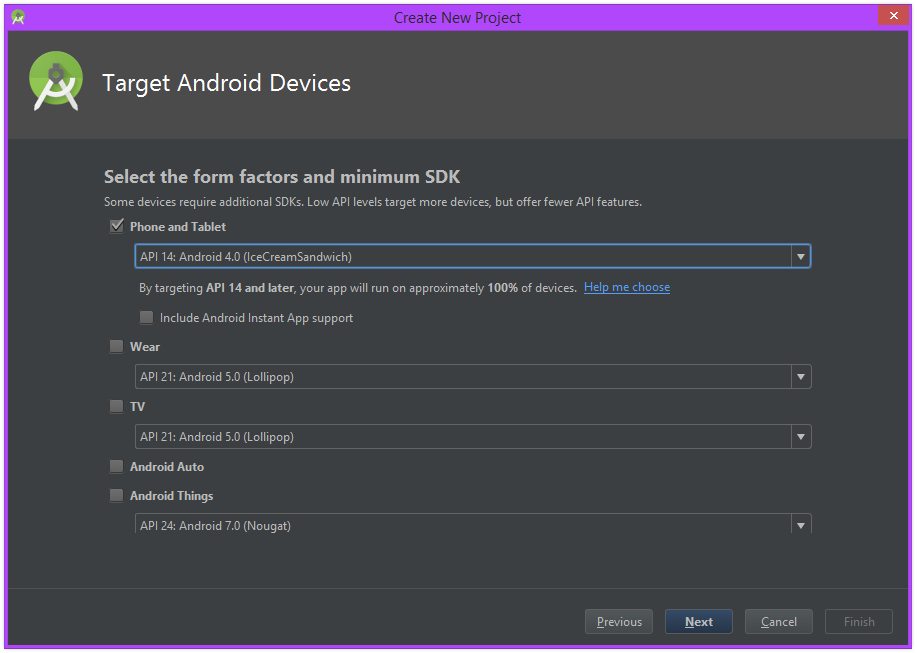 Create New Project
Target Android Devices
Select the form factors and minimum SDK
Some devices require additional SDKs. Low API levels target more devices, but offer fewer API features.
Phone and Tablet
API 14: Android 4.0 (IceCreamSandwich)
By targeting API 14 and later, your app will run on approximately 100% of devices. Help me choose
Include Android Instant App support
Wear
API 21: Android 5.0 (Lollipop)
TV
API 21: Android 5.0 (Lollipop)
Android Auto
Android Things
API 24: Android 7.0 (Nougat)
Previous Next Cancel Finish